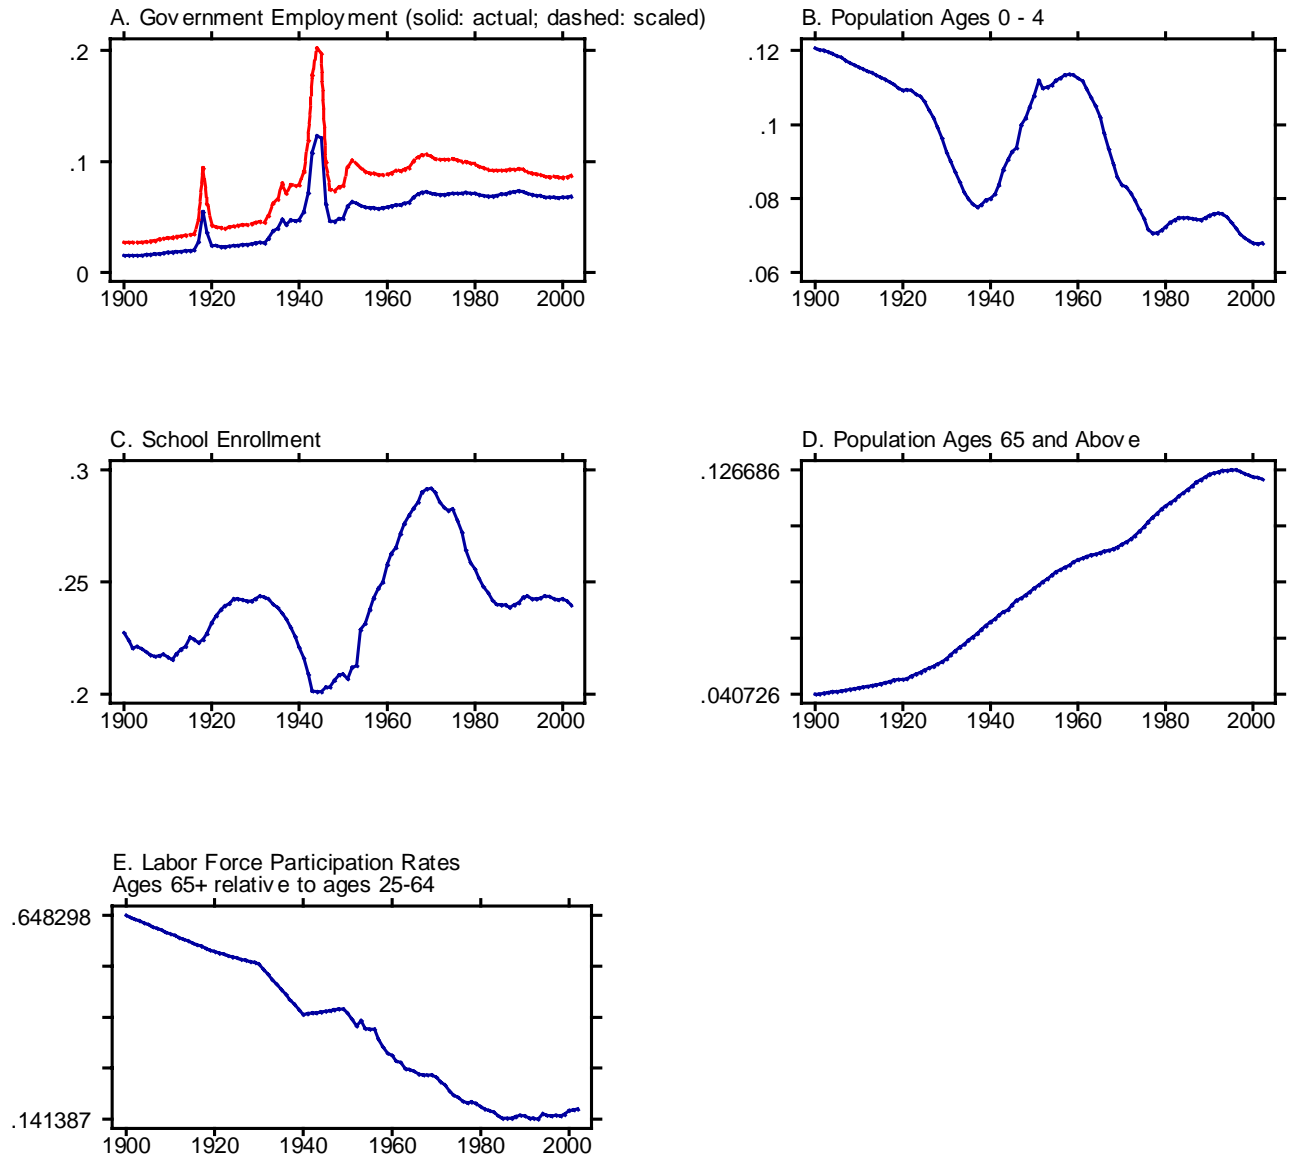 A. Government Employment (solid: actual; dashed: scaled)
.2
.1
0
1900 1920 1940 1960 1980 2000
B. Population Ages 0 - 4
.12
.1
.08
.06
1900 1920 1940 1960 1980 2000
C. School Enrollment
.3
.25
.2
1900 1920 1940 1960 1980 2000
D. Population Ages 65 and Above
.126686
.040726
1900 1920 1940 1960 1980 2000
E. Labor Force Participation Rates
Ages 65+ relative to ages 25-64
.648298
.141387
1900 1920 1940 1960 1980 2000